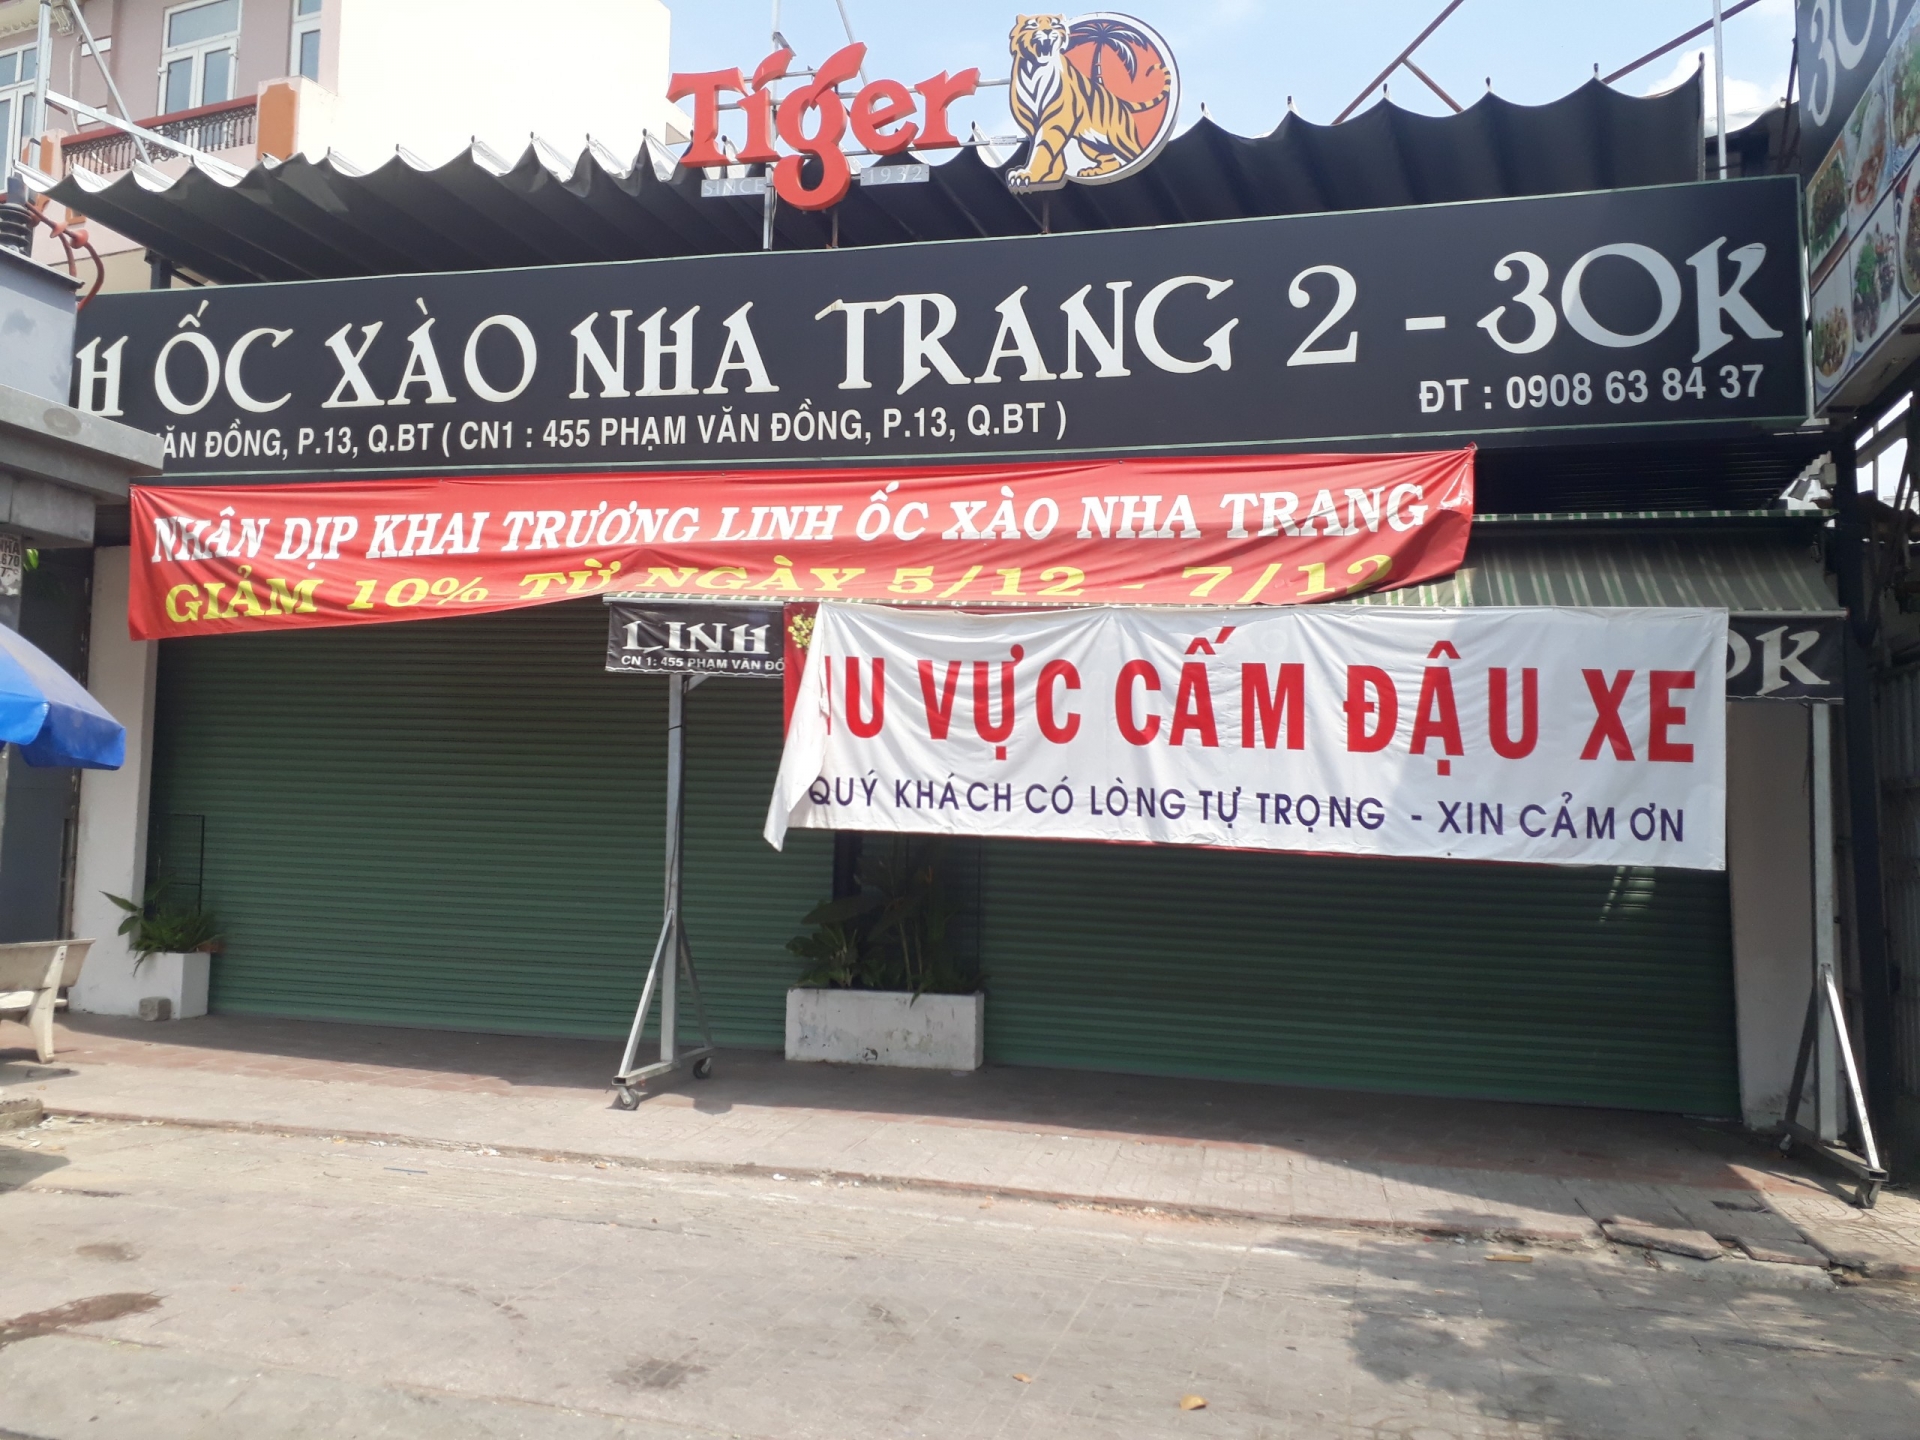 Tiger
SINCE 1932
H ỐC XÀO NHA TRANG 2 - 30K
ĐT : 0908 63 84 37
VĂN ĐỒNG, P.13, Q.BT ( CN1 : 455 PHẠM VĂN ĐỒNG, P.13, Q.BT )
NHÂN DỊP KHAI TRƯƠNG LINH ỐC XÀO NHA TRANG
GIẢM 10% TỪ NGÀY 5/12 - 7/12
LINH
CN 1: 455 PHẠM VĂN ĐỒ
0K
HU VỰC CẤM ĐẬU XE
QUÝ KHÁCH CÓ LÒNG TỰ TRỌNG - XIN CẢM ƠN
30K